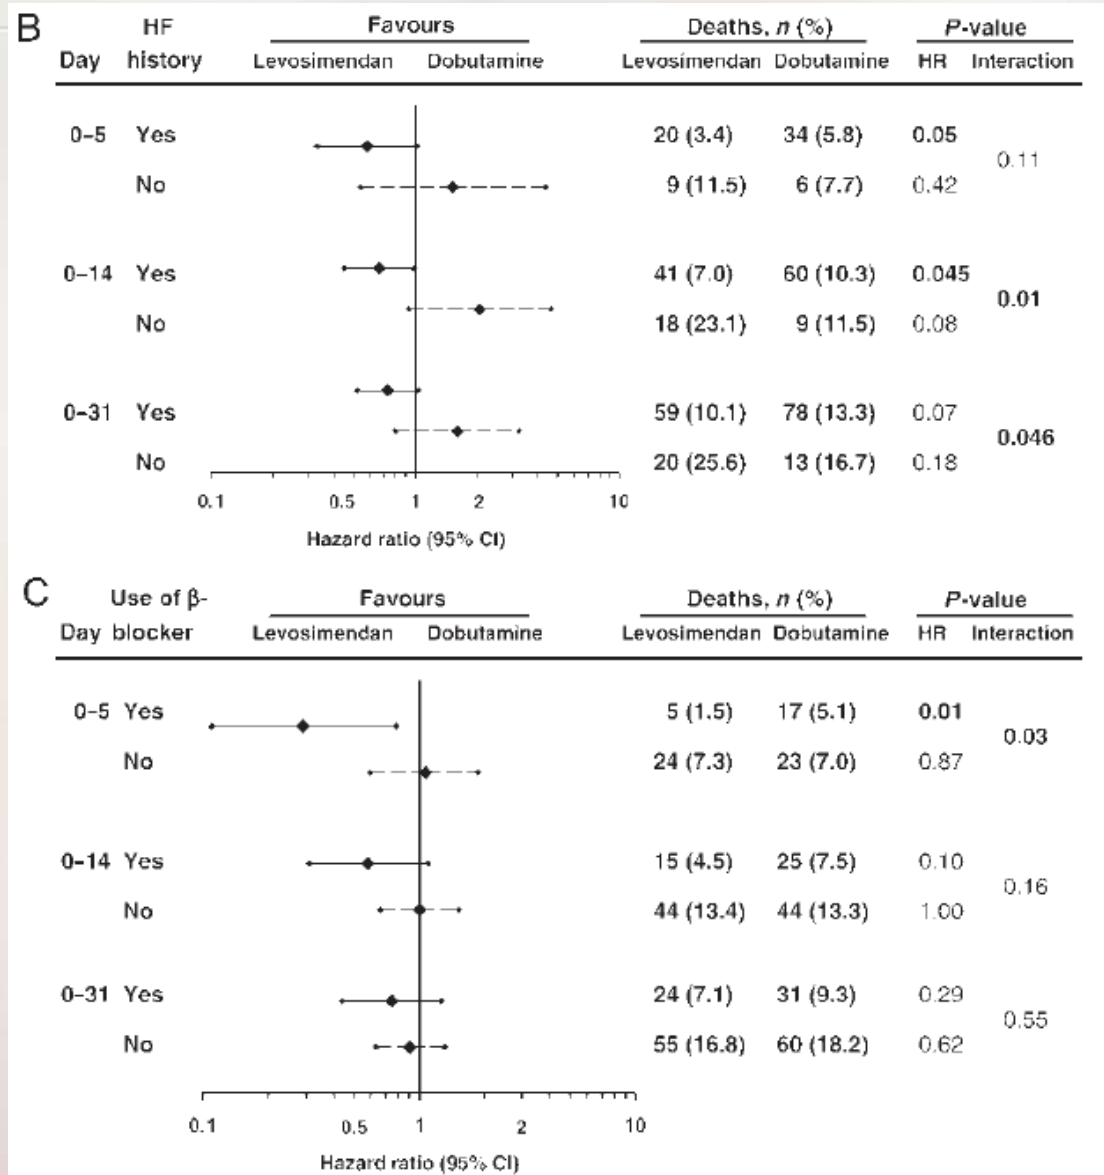 B
HF Favours Deaths, n (%) P-value
Day history Levosimendan Dobutamine Levosimendan Dobutamine HR Interaction
0–5 Yes 20 (3.4) 34 (5.8) 0.05
0.11
No 9 (11.5) 6 (7.7) 0.42
0–14 Yes 41 (7.0) 60 (10.3) 0.045
0.01
No 18 (23.1) 9 (11.5) 0.08
0–31 Yes 59 (10.1) 78 (13.3) 0.07
0.046
No 20 (25.6) 13 (16.7) 0.18
0.1 0.5 1 2 10
Hazard ratio (95% CI)
C
Use of β- Favours Deaths, n (%) P-value
Day blocker Levosimendan Dobutamine Levosimendan Dobutamine HR Interaction
0–5 Yes 5 (1.5) 17 (5.1) 0.01
0.03
No 24 (7.3) 23 (7.0) 0.87
0–14 Yes 15 (4.5) 25 (7.5) 0.10
0.16
No 44 (13.4) 44 (13.3) 1.00
0–31 Yes 24 (7.1) 31 (9.3) 0.29
0.55
No 55 (16.8) 60 (18.2) 0.62
0.1 0.5 1 2 10
Hazard ratio (95% CI)